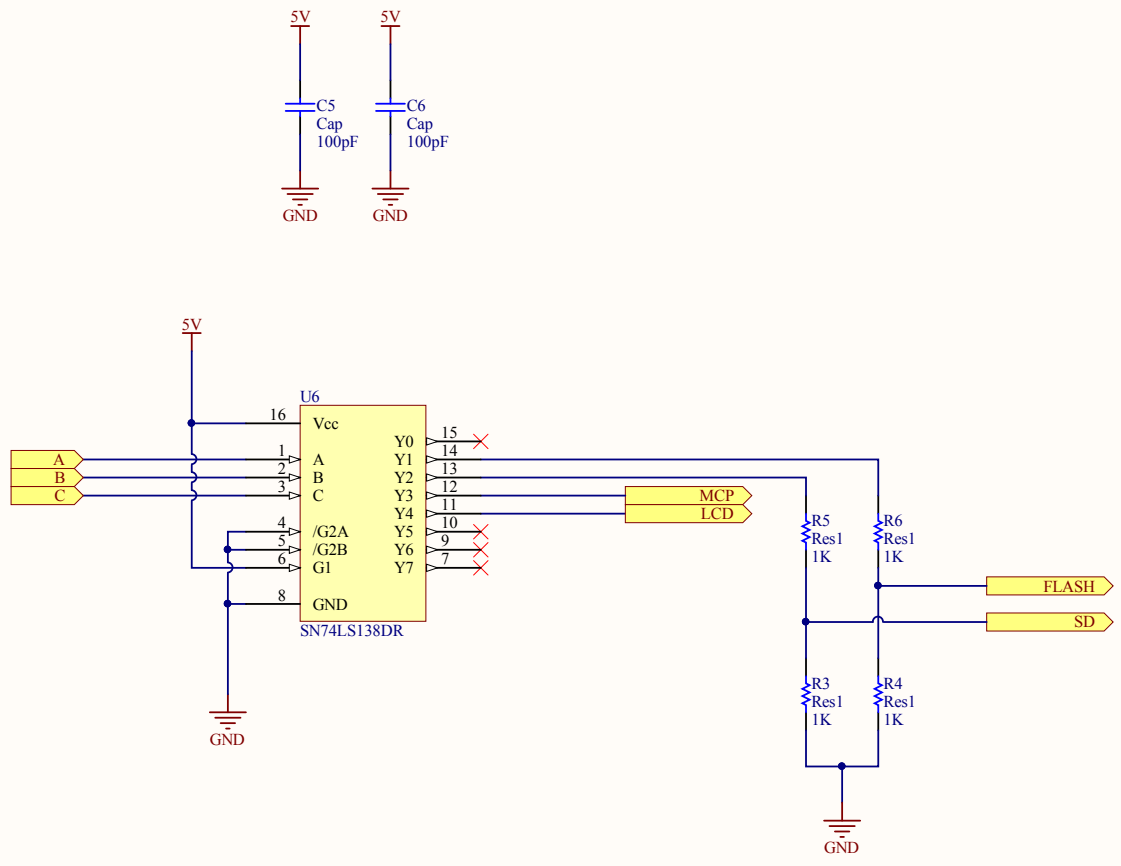 5V
5V
C5
Cap
100pF
C6
Cap
100pF
GND
GND
5V
U6
16
Vcc
A
1
A
B
2
B
C
3
C
4
/G2A
5
/G2B
6
G1
8
GND
Y0
15
Y1
14
Y2
13
Y3
12
Y4
11
Y5
10
Y6
9
Y7
7
SN74LS138DR
MCP
LCD
R5
Res1
1K
R6
Res1
1K
FLASH
SD
R3
Res1
1K
R4
Res1
1K
GND
GND